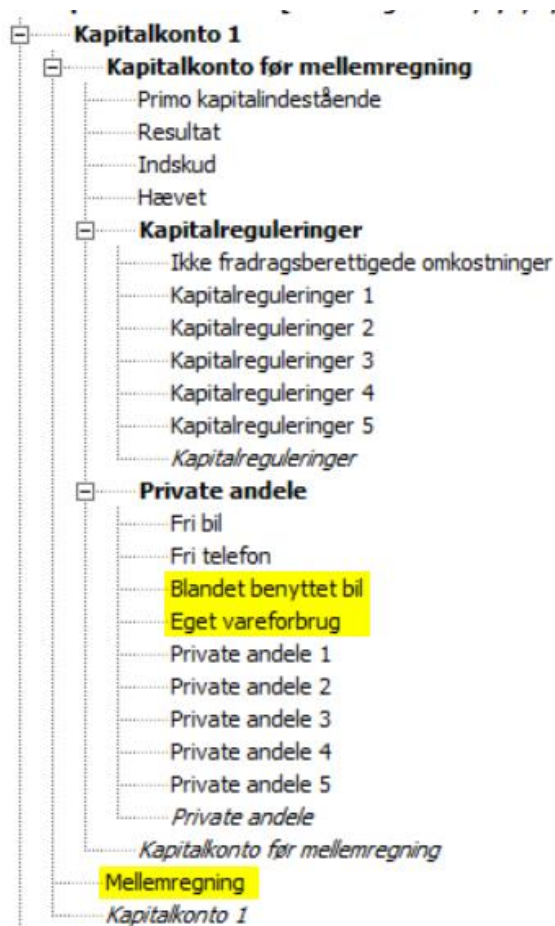 Kapitalkonto 1
Kapitalkonto før mellemregning
Primo kapitalindestående
Resultat
Indskud
Hævet
Kapitalreguleringer
Ikke fradragsberettigede omkostninger
Kapitalreguleringer 1
Kapitalreguleringer 2
Kapitalreguleringer 3
Kapitalreguleringer 4
Kapitalreguleringer 5
Kapitalreguleringer
Private andele
Fri bil
Fri telefon
Blandet benyttet bil
Eget vareforbrug
Private andele 1
Private andele 2
Private andele 3
Private andele 4
Private andele 5
Private andele
Kapitalkonto før mellemregning
Mellemregning
Kapitalkonto 1